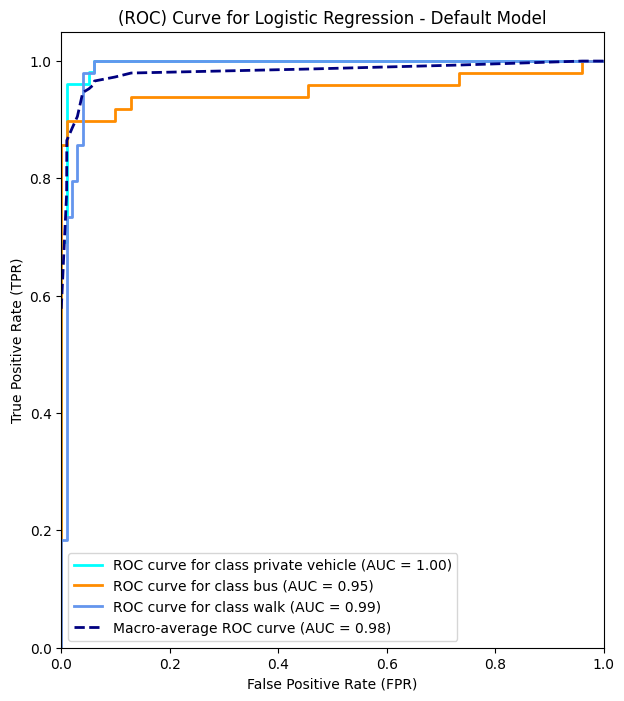 (ROC) Curve for Logistic Regression - Default Model
True Positive Rate (TPR)
1.0
0.8
0.6
0.4
0.2
0.0
ROC curve for class private vehicle (AUC = 1.00)
ROC curve for class bus (AUC = 0.95)
ROC curve for class walk (AUC = 0.99)
Macro-average ROC curve (AUC = 0.98)
0.0 0.2 0.4 0.6 0.8 1.0
False Positive Rate (FPR)